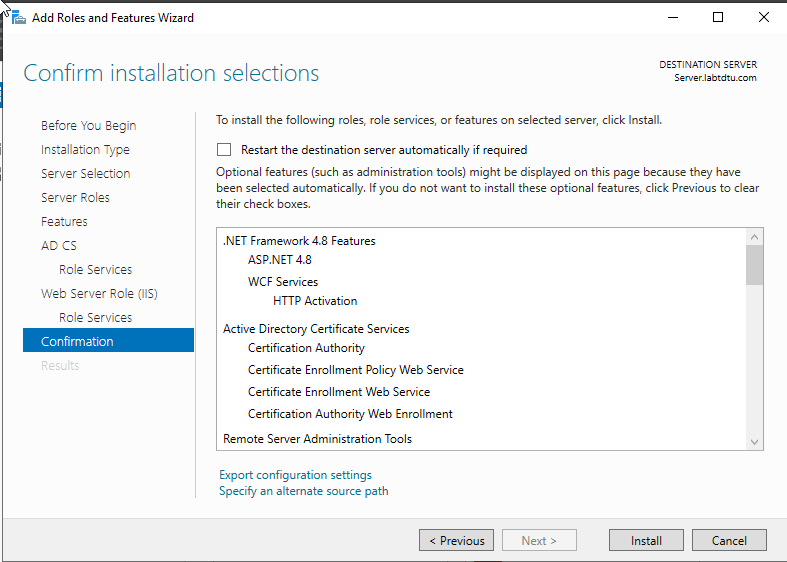 Add Roles and Features Wizard
Confirm installation selections
DESTINATION SERVER
Server.labtdtu.com
Before You Begin
Installation Type
Server Selection
Server Roles
Features
AD CS
Role Services
Web Server Role (IIS)
Role Services
Confirmation
Results
To install the following roles, role services, or features on selected server, click Install.
Restart the destination server automatically if required
Optional features (such as administration tools) might be displayed on this page because they have
been selected automatically. If you do not want to install these optional features, click Previous to clear
their check boxes.
.NET Framework 4.8 Features
ASP.NET 4.8
WCF Services
HTTP Activation
Active Directory Certificate Services
Certification Authority
Certificate Enrollment Policy Web Service
Certificate Enrollment Web Service
Certification Authority Web Enrollment
Remote Server Administration Tools
Export configuration settings
Specify an alternate source path
< Previous
Next >
Install
Cancel